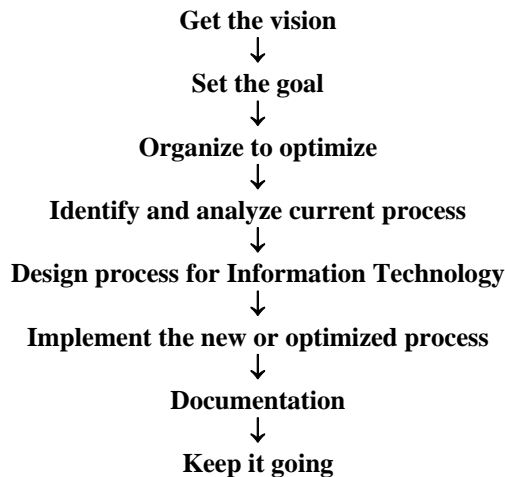 Get the vision
↓
Set the goal
↓
Organize to optimize
↓
Identify and analyze current process
↓
Design process for Information Technology
↓
Implement the new or optimized process
↓
Documentation
↓
Keep it going